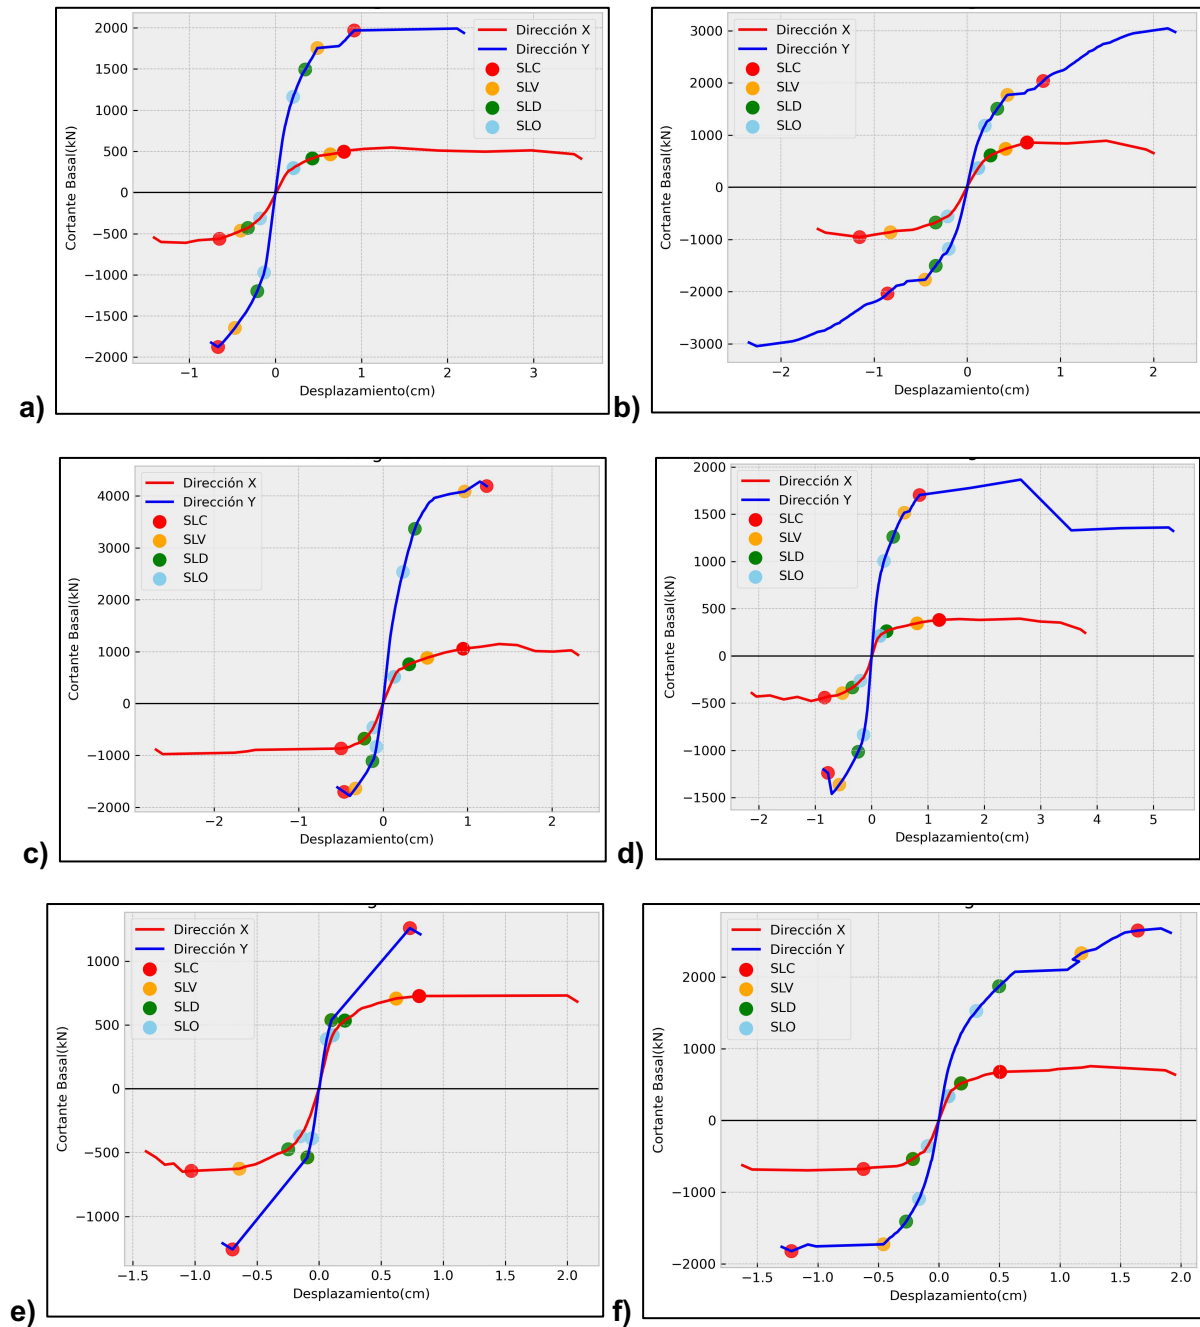 2000
1500
1000
500
0
−500
−1000
−1500
−2000
−1
0
1
2
3
Cortante Basal(kN)
Desplazamiento(cm)
Dirección X
Dirección Y
SLC
SLV
SLD
SLO
a)
3000
2000
1000
0
−1000
−2000
−3000
−2
−1
0
1
2
Cortante Basal(kN)
Desplazamiento(cm)
Dirección X
Dirección Y
SLC
SLV
SLD
SLO
b)
4000
3000
2000
1000
0
−1000
−2000
−2
−1
0
1
2
Cortante Basal(kN)
Desplazamiento(cm)
Dirección X
Dirección Y
SLC
SLV
SLD
SLO
c)
2000
1500
1000
500
0
−500
−1000
−1500
−2
−1
0
1
2
3
4
5
Cortante Basal(kN)
Desplazamiento(cm)
Dirección X
Dirección Y
SLC
SLV
SLD
SLO
d)
1000
500
0
−500
−1000
−1.5
−1.0
−0.5
0.0
0.5
1.0
1.5
2.0
Cortante Basal(kN)
Desplazamiento(cm)
Dirección X
Dirección Y
SLC
SLV
SLD
SLO
e)
2000
1000
0
−1000
−2000
−1.5
−1.0
−0.5
0.0
0.5
1.0
1.5
2.0
Cortante Basal(kN)
Desplazamiento(cm)
Dirección X
Dirección Y
SLC
SLV
SLD
SLO
f)